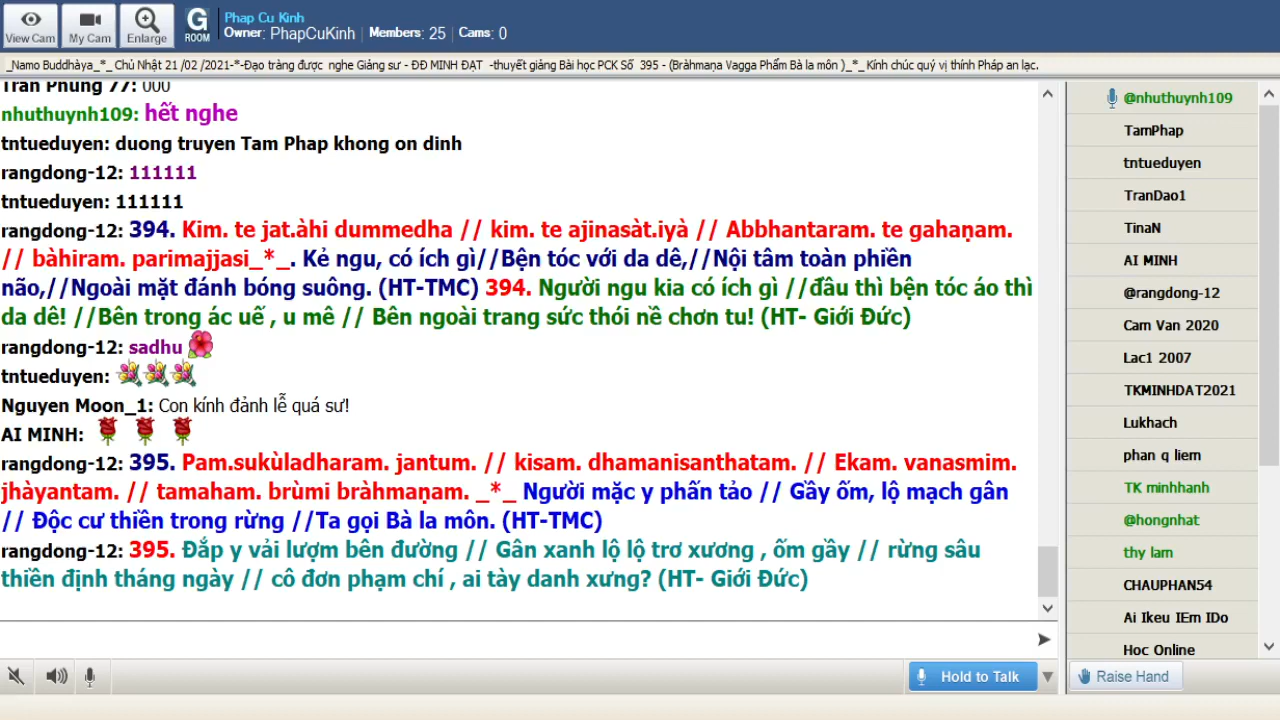 View Cam
My Cam
Enlarge
G
ROOM
Phap Cu Kinh
Owner: PhapCuKinh | Members: 25 | Cams: 0
_Namo Buddhàya_*_ Chủ Nhật 21 /02 /2021-*-Đạo tràng được nghe Giảng sư - ĐĐ MINH ĐẠT -thuyết giảng Bài học PCK Số 395 - (Bràhmaṇa Vagga Phẩm Bà la môn )_*_Kính chúc quý vị thính Pháp an lạc.
Tran Phung 77: 000
nhuthuynh109: hết nghe
tntueduyen: duong truyen Tam Phap khong on dinh
rangdong-12: 111111
tntueduyen: 111111
rangdong-12: 394. Kim. te jat.àhi dummedha // kim. te ajinasàt.iyà // Abbhantaram. te gahaṇam.
// bàhiram. parimajjasi_*_. Kẻ ngu, có ích gì//Bện tóc với da dê,//Nội tâm toàn phiền
não,//Ngoài mặt đánh bóng suông. (HT-TMC) 394. Người ngu kia có ích gì //đầu thì bện tóc áo thì
da dê! //Bên trong ác uế , u mê // Bên ngoài trang sức thói nề chơn tu! (HT- Giới Đức)
rangdong-12: sadhu
tntueduyen:
Nguyen Moon_1: Con kính đảnh lễ quá sư!
AI MINH:
rangdong-12: 395. Pam.sukùladharam. jantum. // kisam. dhamanisanthatam. // Ekam. vanasmim.
jhàyantam. // tamaham. brùmi bràhmaṇam. _*_ Người mặc y phấn tảo // Gầy ốm, lộ mạch gân
// Độc cư thiền trong rừng //Ta gọi Bà la môn. (HT-TMC)
rangdong-12: 395. Đắp y vải lượm bên đường // Gân xanh lộ lộ trơ xương , ốm gầy // rừng sâu
thiền định tháng ngày // cô đơn phạm chí , ai tày danh xưng? (HT- Giới Đức)
@nhuthuynh109
TamPhap
tntueduyen
TranDao1
TinaN
AI MINH
@rangdong-12
Cam Van 2020
Lac1 2007
TKMINHDAT2021
Lukhach
phan q liem
TK minhhanh
@hongnhat
thy lam
CHAUPHAN54
Ai Ikeu IEm IDo
Hoc Online
Hold to Talk
Raise Hand